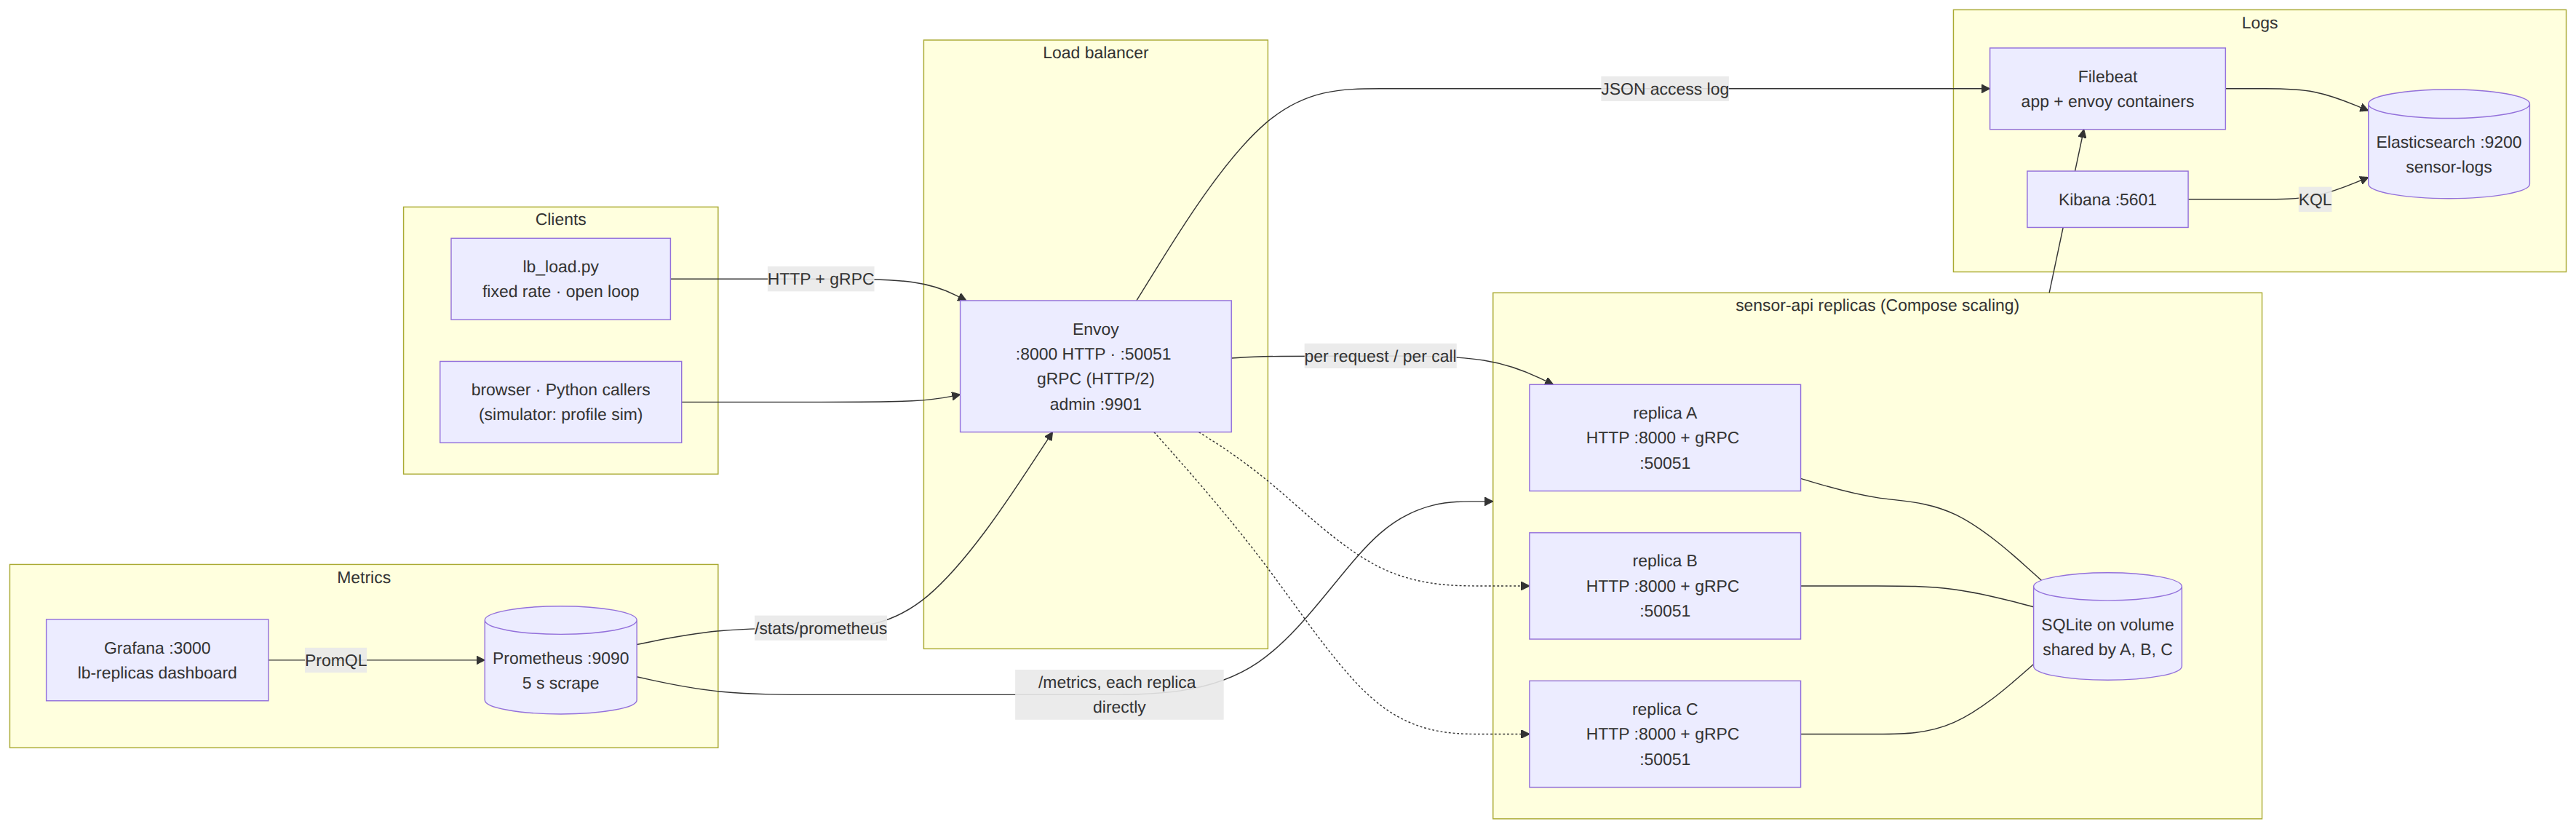 Logs
Filebeat
app + envoy containers
Elasticsearch :9200
sensor-logs
Kibana :5601
KQL
JSON access log
Load balancer
Envoy
:8000 HTTP · :50051
gRPC (HTTP/2)
admin :9901
Clients
lb_load.py
fixed rate · open loop
browser · Python callers
(simulator: profile sim)
HTTP + gRPC
per request / per call
sensor-api replicas (Compose scaling)
replica A
HTTP :8000 + gRPC
:50051
replica B
HTTP :8000 + gRPC
:50051
replica C
HTTP :8000 + gRPC
:50051
SQLite on volume
shared by A, B, C
Metrics
Grafana :3000
lb-replicas dashboard
PromQL
Prometheus :9090
5 s scrape
/stats/prometheus
/metrics, each replica
directly